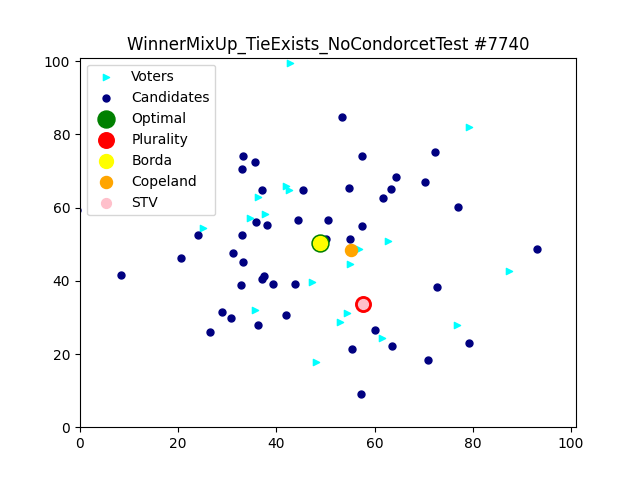 WinnerMixUp_TieExists_NoCondorcetTest #7740
100
80
60
40
20
0
Voters
Candidates
Optimal
Plurality
Borda
Copeland
STV
0 20 40 60 80 100